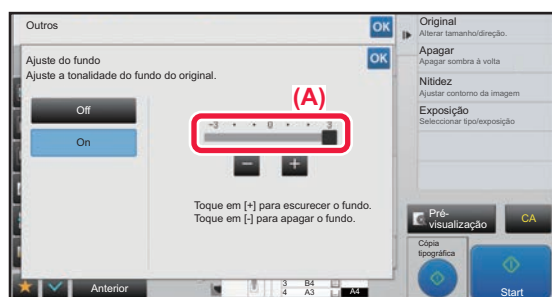 Outros
OK
Ajuste do fundo
OK
Ajuste a tonalidade do fundo do original.
Off
On
(A)
-3 0 3
Toque em [+] para escurecer o fundo.
Toque em [-] para apagar o fundo.
Original
Alterar tamanho/direção.
Apagar
Apagar sombra à volta
Nitidez
Ajustar contorno da imagem
Exposição
Seleccionar tipo/exposição
Pré-
visualização
CA
Cópia
tipográfica
Start
Anterior
3 B4
4 A3
A4